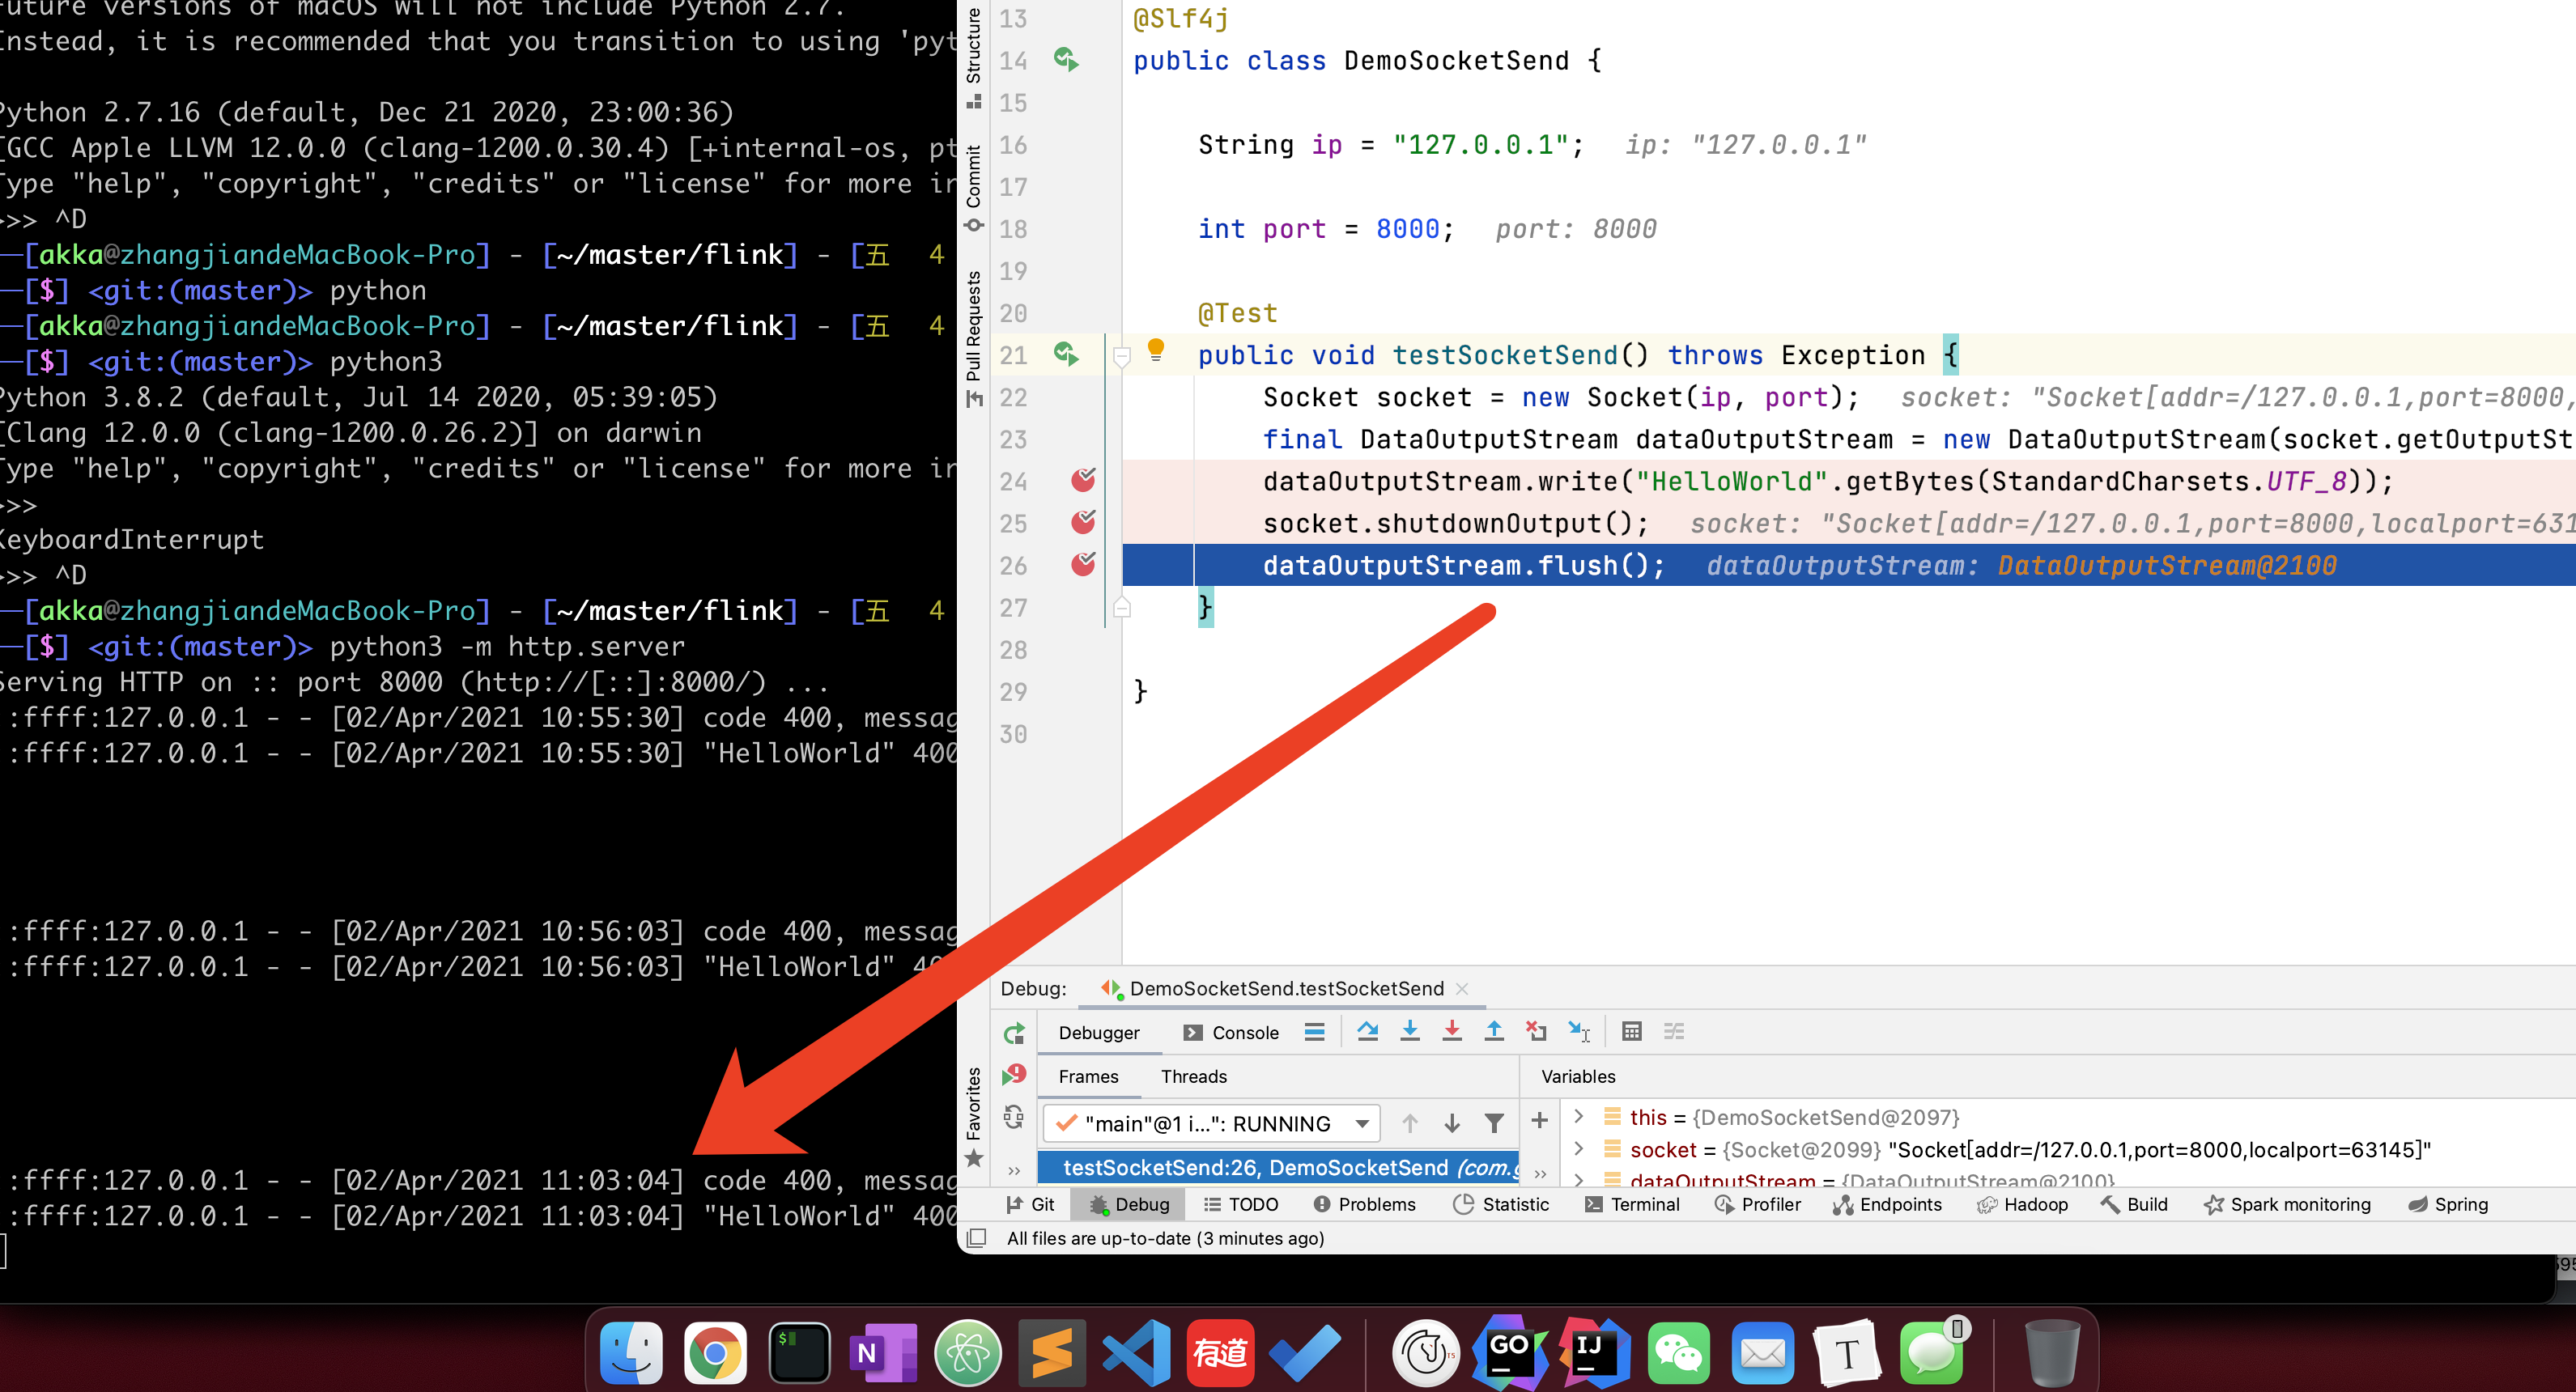 Future versions of macOS will not include Python 2.7.
Instead, it is recommended that you transition to using 'pyt
Python 2.7.16 (default, Dec 21 2020, 23:00:36)
[GCC Apple LLVM 12.0.0 (clang-1200.0.30.4) [+internal-os, pt
Type "help", "copyright", "credits" or "license" for more in
>>> ^D
—[akka@zhangjiandeMacBook-Pro] - [~/master/flink] - [五  4
—[$] <git:(master)> python
—[akka@zhangjiandeMacBook-Pro] - [~/master/flink] - [五  4
—[$] <git:(master)> python3
Python 3.8.2 (default, Jul 14 2020, 05:39:05)
[Clang 12.0.0 (clang-1200.0.26.2)] on darwin
Type "help", "copyright", "credits" or "license" for more in
>>>
KeyboardInterrupt
>>> ^D
—[akka@zhangjiandeMacBook-Pro] - [~/master/flink] - [五  4
—[$] <git:(master)> python3 -m http.server
Serving HTTP on :: port 8000 (http://[::]:8000/) ...
:ffff:127.0.0.1 - - [02/Apr/2021 10:55:30] code 400, messag
:ffff:127.0.0.1 - - [02/Apr/2021 10:55:30] "HelloWorld" 400
:ffff:127.0.0.1 - - [02/Apr/2021 10:56:03] code 400, messag
:ffff:127.0.0.1 - - [02/Apr/2021 10:56:03] "HelloWorld" 40
:ffff:127.0.0.1 - - [02/Apr/2021 11:03:04] code 400, messag
:ffff:127.0.0.1 - - [02/Apr/2021 11:03:04] "HelloWorld" 400
Structure
Commit
Pull Requests
Favorites
13 @Slf4j
14 public class DemoSocketSend {
15
16 String ip = "127.0.0.1"; ip: "127.0.0.1"
17
18 int port = 8000; port: 8000
19
20 @Test
21 public void testSocketSend() throws Exception {
22 Socket socket = new Socket(ip, port); socket: "Socket[addr=/127.0.0.1,port=8000,
23 final DataOutputStream dataOutputStream = new DataOutputStream(socket.getOutputSt
24 dataOutputStream.write("HelloWorld".getBytes(StandardCharsets.UTF_8));
25 socket.shutdownOutput(); socket: "Socket[addr=/127.0.0.1,port=8000,localport=631
26 dataOutputStream.flush(); dataOutputStream: DataOutputStream@2100
27 }
28
29 }
30
Debug: DemoSocketSend.testSocketSend
Debugger Console
Frames Threads Variables
"main"@1 i...": RUNNING
testSocketSend:26, DemoSocketSend (com.g
this = {DemoSocketSend@2097}
socket = {Socket@2099} "Socket[addr=/127.0.0.1,port=8000,localport=63145]"
dataOutputStream = {DataOutputStream@2100}
Git Debug TODO Problems Statistic Terminal Profiler Endpoints Hadoop Build Spark monitoring Spring
All files are up-to-date (3 minutes ago)
N 有道 GO IJ T